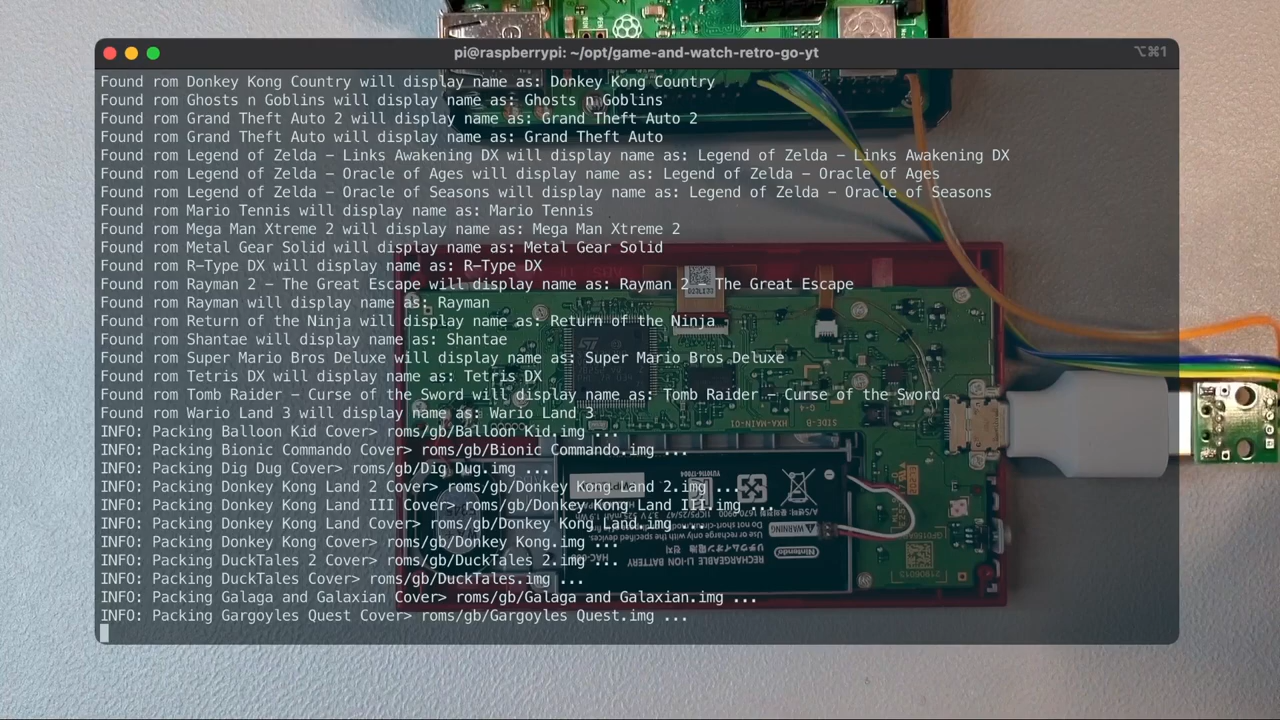 pi@raspberrypi: ~/opt/game-and-watch-retro-go-yt
⌥⌘1
Found rom Donkey Kong Country will display name as: Donkey Kong Country
Found rom Ghosts n Goblins will display name as: Ghosts n Goblins
Found rom Grand Theft Auto 2 will display name as: Grand Theft Auto 2
Found rom Grand Theft Auto will display name as: Grand Theft Auto
Found rom Legend of Zelda - Links Awakening DX will display name as: Legend of Zelda - Links Awakening DX
Found rom Legend of Zelda - Oracle of Ages will display name as: Legend of Zelda - Oracle of Ages
Found rom Legend of Zelda - Oracle of Seasons will display name as: Legend of Zelda - Oracle of Seasons
Found rom Mario Tennis will display name as: Mario Tennis
Found rom Mega Man Xtreme 2 will display name as: Mega Man Xtreme 2
Found rom Metal Gear Solid will display name as: Metal Gear Solid
Found rom R-Type DX will display name as: R-Type DX
Found rom Rayman 2 - The Great Escape will display name as: Rayman 2 - The Great Escape
Found rom Rayman will display name as: Rayman
Found rom Return of the Ninja will display name as: Return of the Ninja
Found rom Shantae will display name as: Shantae
Found rom Super Mario Bros Deluxe will display name as: Super Mario Bros Deluxe
Found rom Tetris DX will display name as: Tetris DX
Found rom Tomb Raider - Curse of the Sword will display name as: Tomb Raider - Curse of the Sword
Found rom Wario Land 3 will display name as: Wario Land 3
INFO: Packing Balloon Kid Cover> roms/gb/Balloon Kid.img ...
INFO: Packing Bionic Commando Cover> roms/gb/Bionic Commando.img ...
INFO: Packing Dig Dug Cover> roms/gb/Dig Dug.img ...
INFO: Packing Donkey Kong Land 2 Cover> roms/gb/Donkey Kong Land 2.img ...
INFO: Packing Donkey Kong Land III Cover> roms/gb/Donkey Kong Land III.img ...
INFO: Packing Donkey Kong Land Cover> roms/gb/Donkey Kong Land.img ...
INFO: Packing Donkey Kong Cover> roms/gb/Donkey Kong.img ...
INFO: Packing DuckTales 2 Cover> roms/gb/DuckTales 2.img ...
INFO: Packing DuckTales Cover> roms/gb/DuckTales.img ...
INFO: Packing Galaga and Galaxian Cover> roms/gb/Galaga and Galaxian.img ...
INFO: Packing Gargoyles Quest Cover> roms/gb/Gargoyles Quest.img ...
HXA-MAIN-01
SIDE-B
WARNING
Nintendo
RECHARGEABLE LI-ION BATTERY